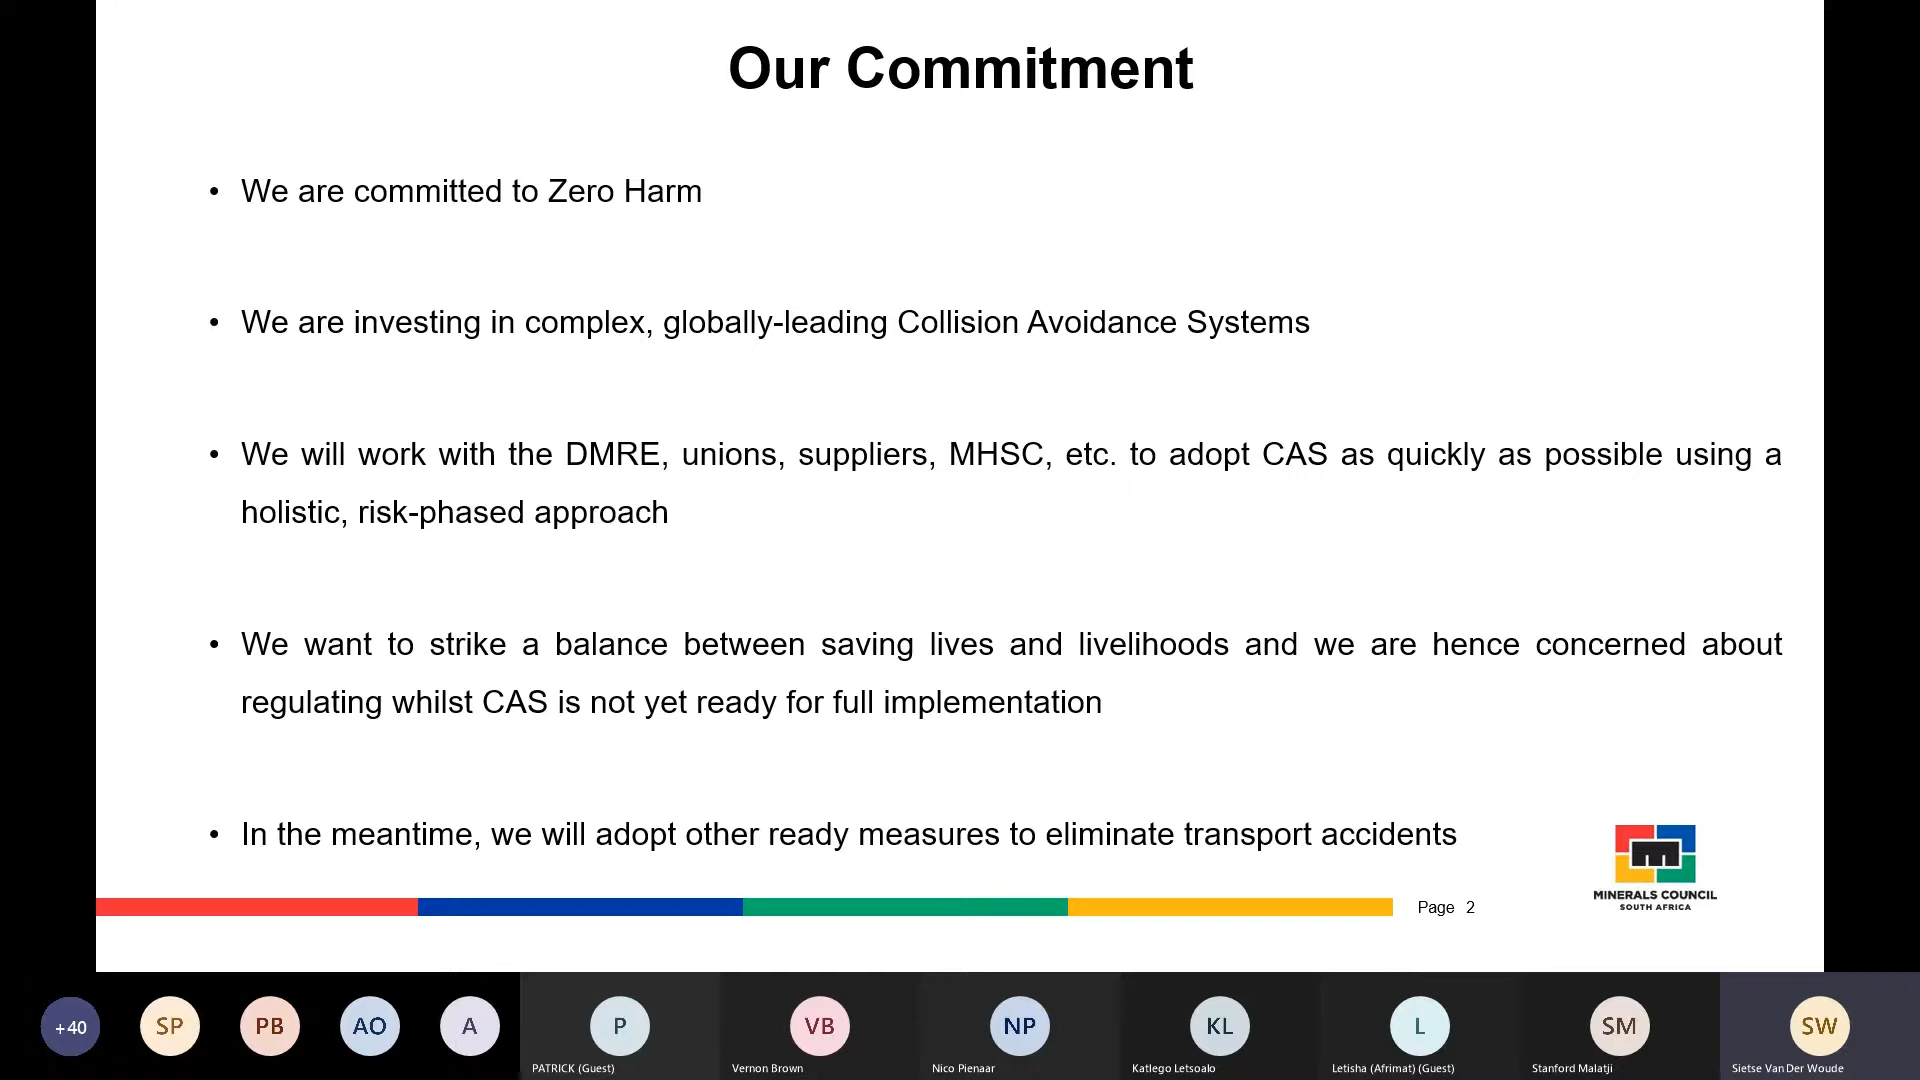 Our Commitment
• We are committed to Zero Harm
• We are investing in complex, globally-leading Collision Avoidance Systems
• We will work with the DMRE, unions, suppliers, MHSC, etc. to adopt CAS as quickly as possible using a
holistic, risk-phased approach
• We want to strike a balance between saving lives and livelihoods and we are hence concerned about
regulating whilst CAS is not yet ready for full implementation
• In the meantime, we will adopt other ready measures to eliminate transport accidents
m
MINERALS COUNCIL
SOUTH AFRICA
Page 2
+40 SP PB AO A P VB NP KL L SM SW
PATRICK (Guest) Vernon Brown Nico Pienaar Katlego Letsoalo Letisha (Afrimat) (Guest) Stanford Malatji Sietse Van Der Woude